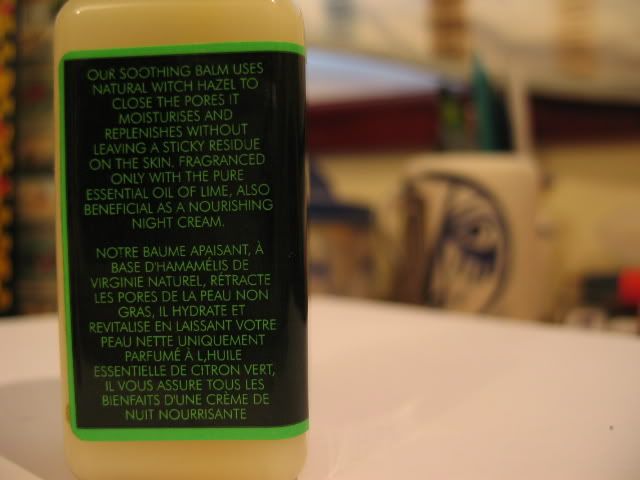 OUR SOOTHING BALM USES
NATURAL WITCH HAZEL TO
CLOSE THE PORES IT
MOISTURISES AND
REPLENISHES WITHOUT
LEAVING A STICKY RESIDUE
ON THE SKIN. FRAGRANCED
ONLY WITH THE PURE
ESSENTIAL OIL OF LIME, ALSO
BENEFICIAL AS A NOURISHING
NIGHT CREAM.
NOTRE BAUME APAISANT, À
BASE D'HAMAMÉLIS DE
VIRGINIE NATUREL, RÉTRACTE
LES PORES DE LA PEAU NON
GRAS, IL HYDRATE ET
REVITALISE EN LAISSANT VOTRE
PEAU NETTE UNIQUEMENT
PARFUMÉ À L,HUILE
ESSENTIELLE DE CITRON VERT,
IL VOUS ASSURE TOUS LES
BIENFAITS D'UNE CRÈME DE
NUIT NOURRISANTE